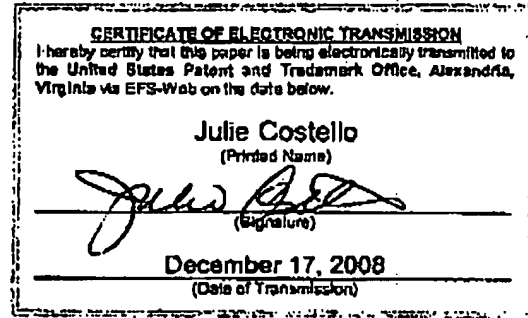 CERTIFICATE OF ELECTRONIC TRANSMISSION
I hereby certify that this paper is being electronically transmitted to
the United States Patent and Trademark Office, Alexandria,
Virginia via EFS-Web on the date below.
Julie Costello
(Printed Name)
Julie Costello
(Signature)
December 17, 2008
(Date of Transmission)